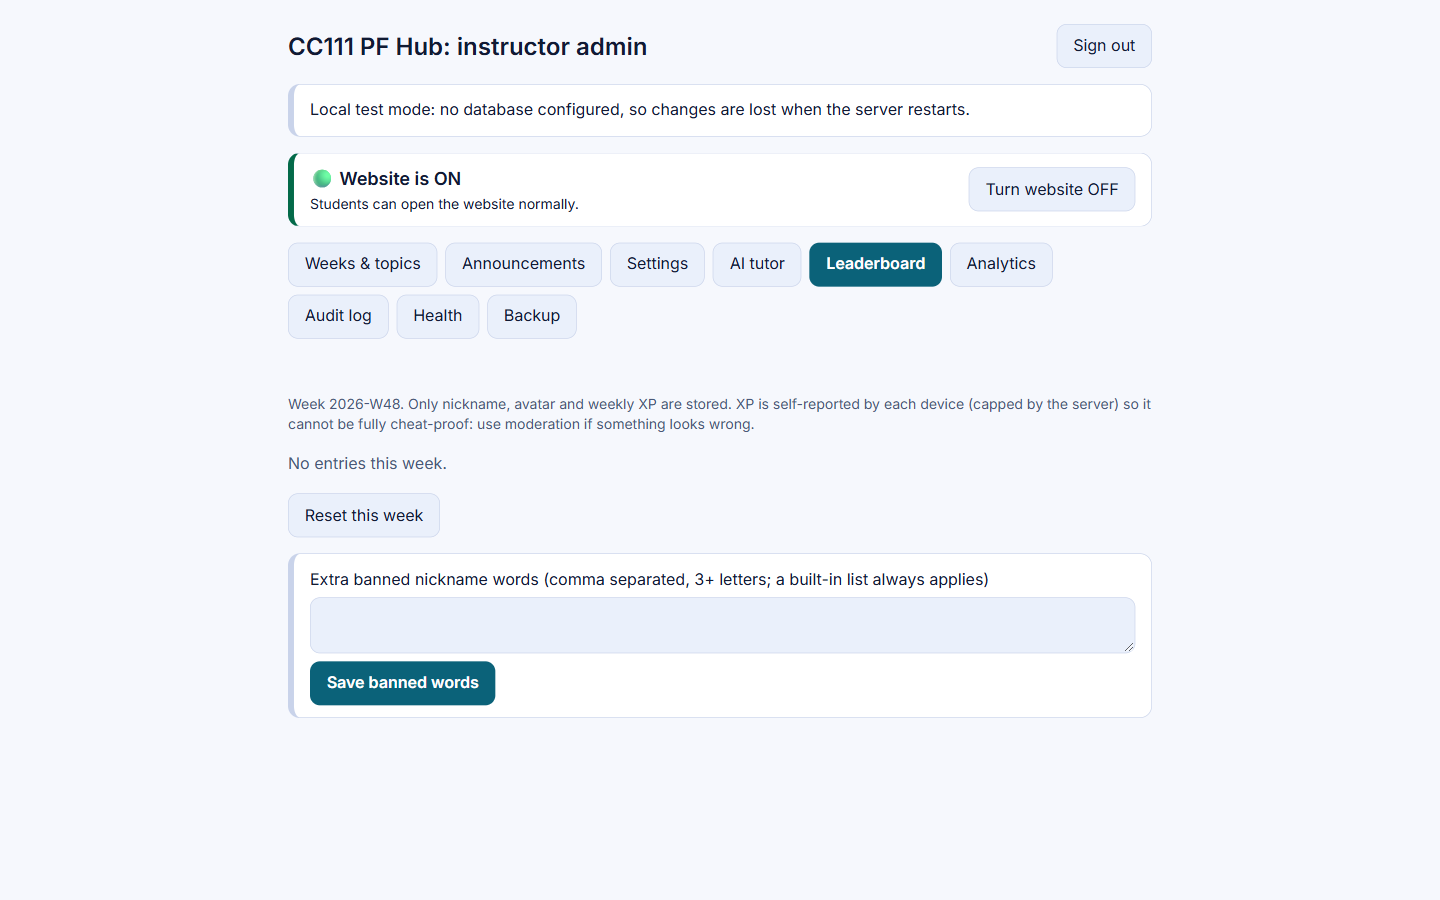 CC111 PF Hub: instructor admin
Sign out
Local test mode: no database configured, so changes are lost when the server restarts.
Website is ON
Students can open the website normally.
Turn website OFF
Weeks & topics
Announcements
Settings
AI tutor
Leaderboard
Analytics
Audit log
Health
Backup
Week 2026-W48. Only nickname, avatar and weekly XP are stored. XP is self-reported by each device (capped by the server) so it
cannot be fully cheat-proof: use moderation if something looks wrong.
No entries this week.
Reset this week
Extra banned nickname words (comma separated, 3+ letters; a built-in list always applies)
Save banned words